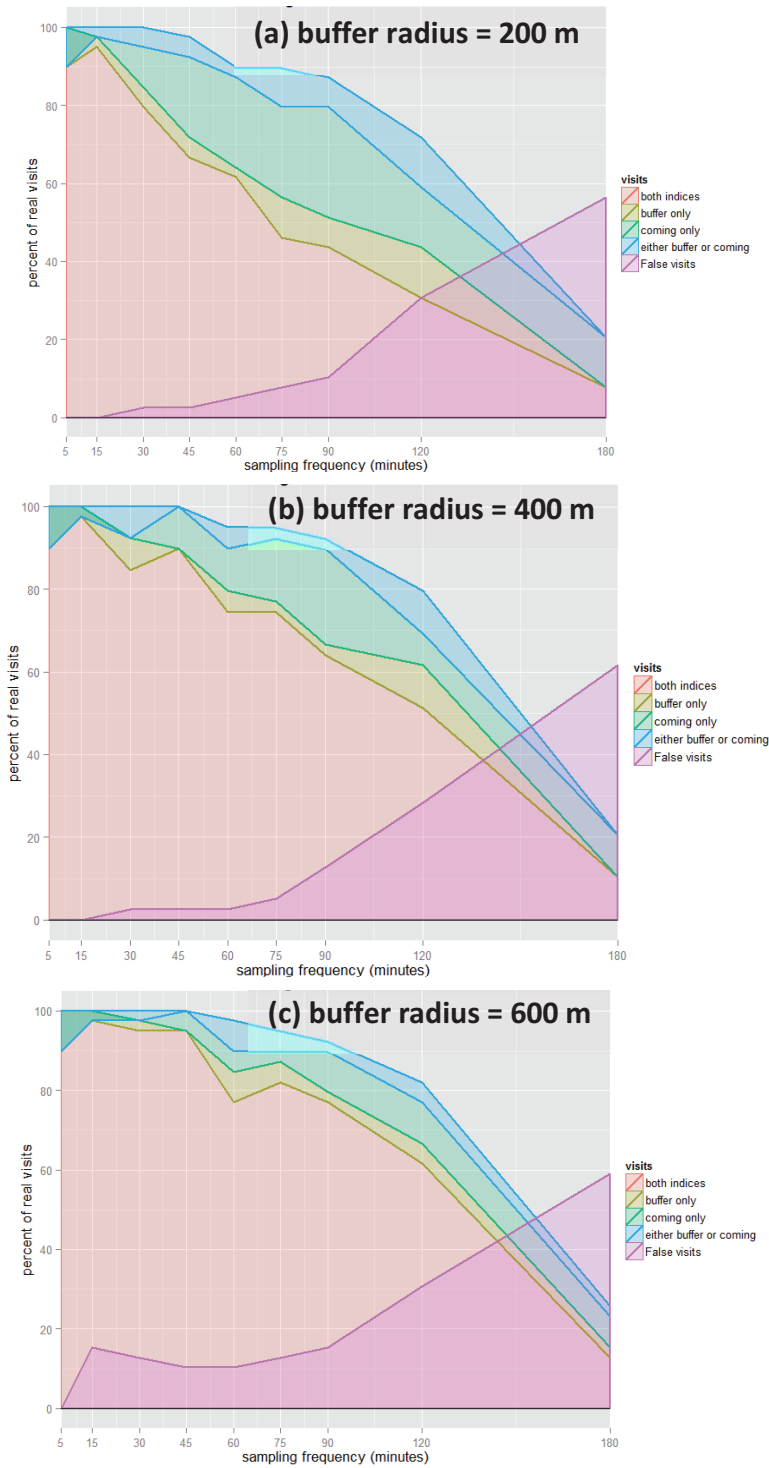 (a) buffer radius = 200 m
percent of real visits
100
80
60
40
20
0
5 15 30 45 60 75 90 120 180
sampling frequency (minutes)
visits
both indices
buffer only
coming only
either buffer or coming
False visits
(b) buffer radius = 400 m
percent of real visits
100
80
60
40
20
0
5 15 30 45 60 75 90 120 180
sampling frequency (minutes)
visits
both indices
buffer only
coming only
either buffer or coming
False visits
(c) buffer radius = 600 m
percent of real visits
100
80
60
40
20
0
5 15 30 45 60 75 90 120 180
sampling frequency (minutes)
visits
both indices
buffer only
coming only
either buffer or coming
False visits